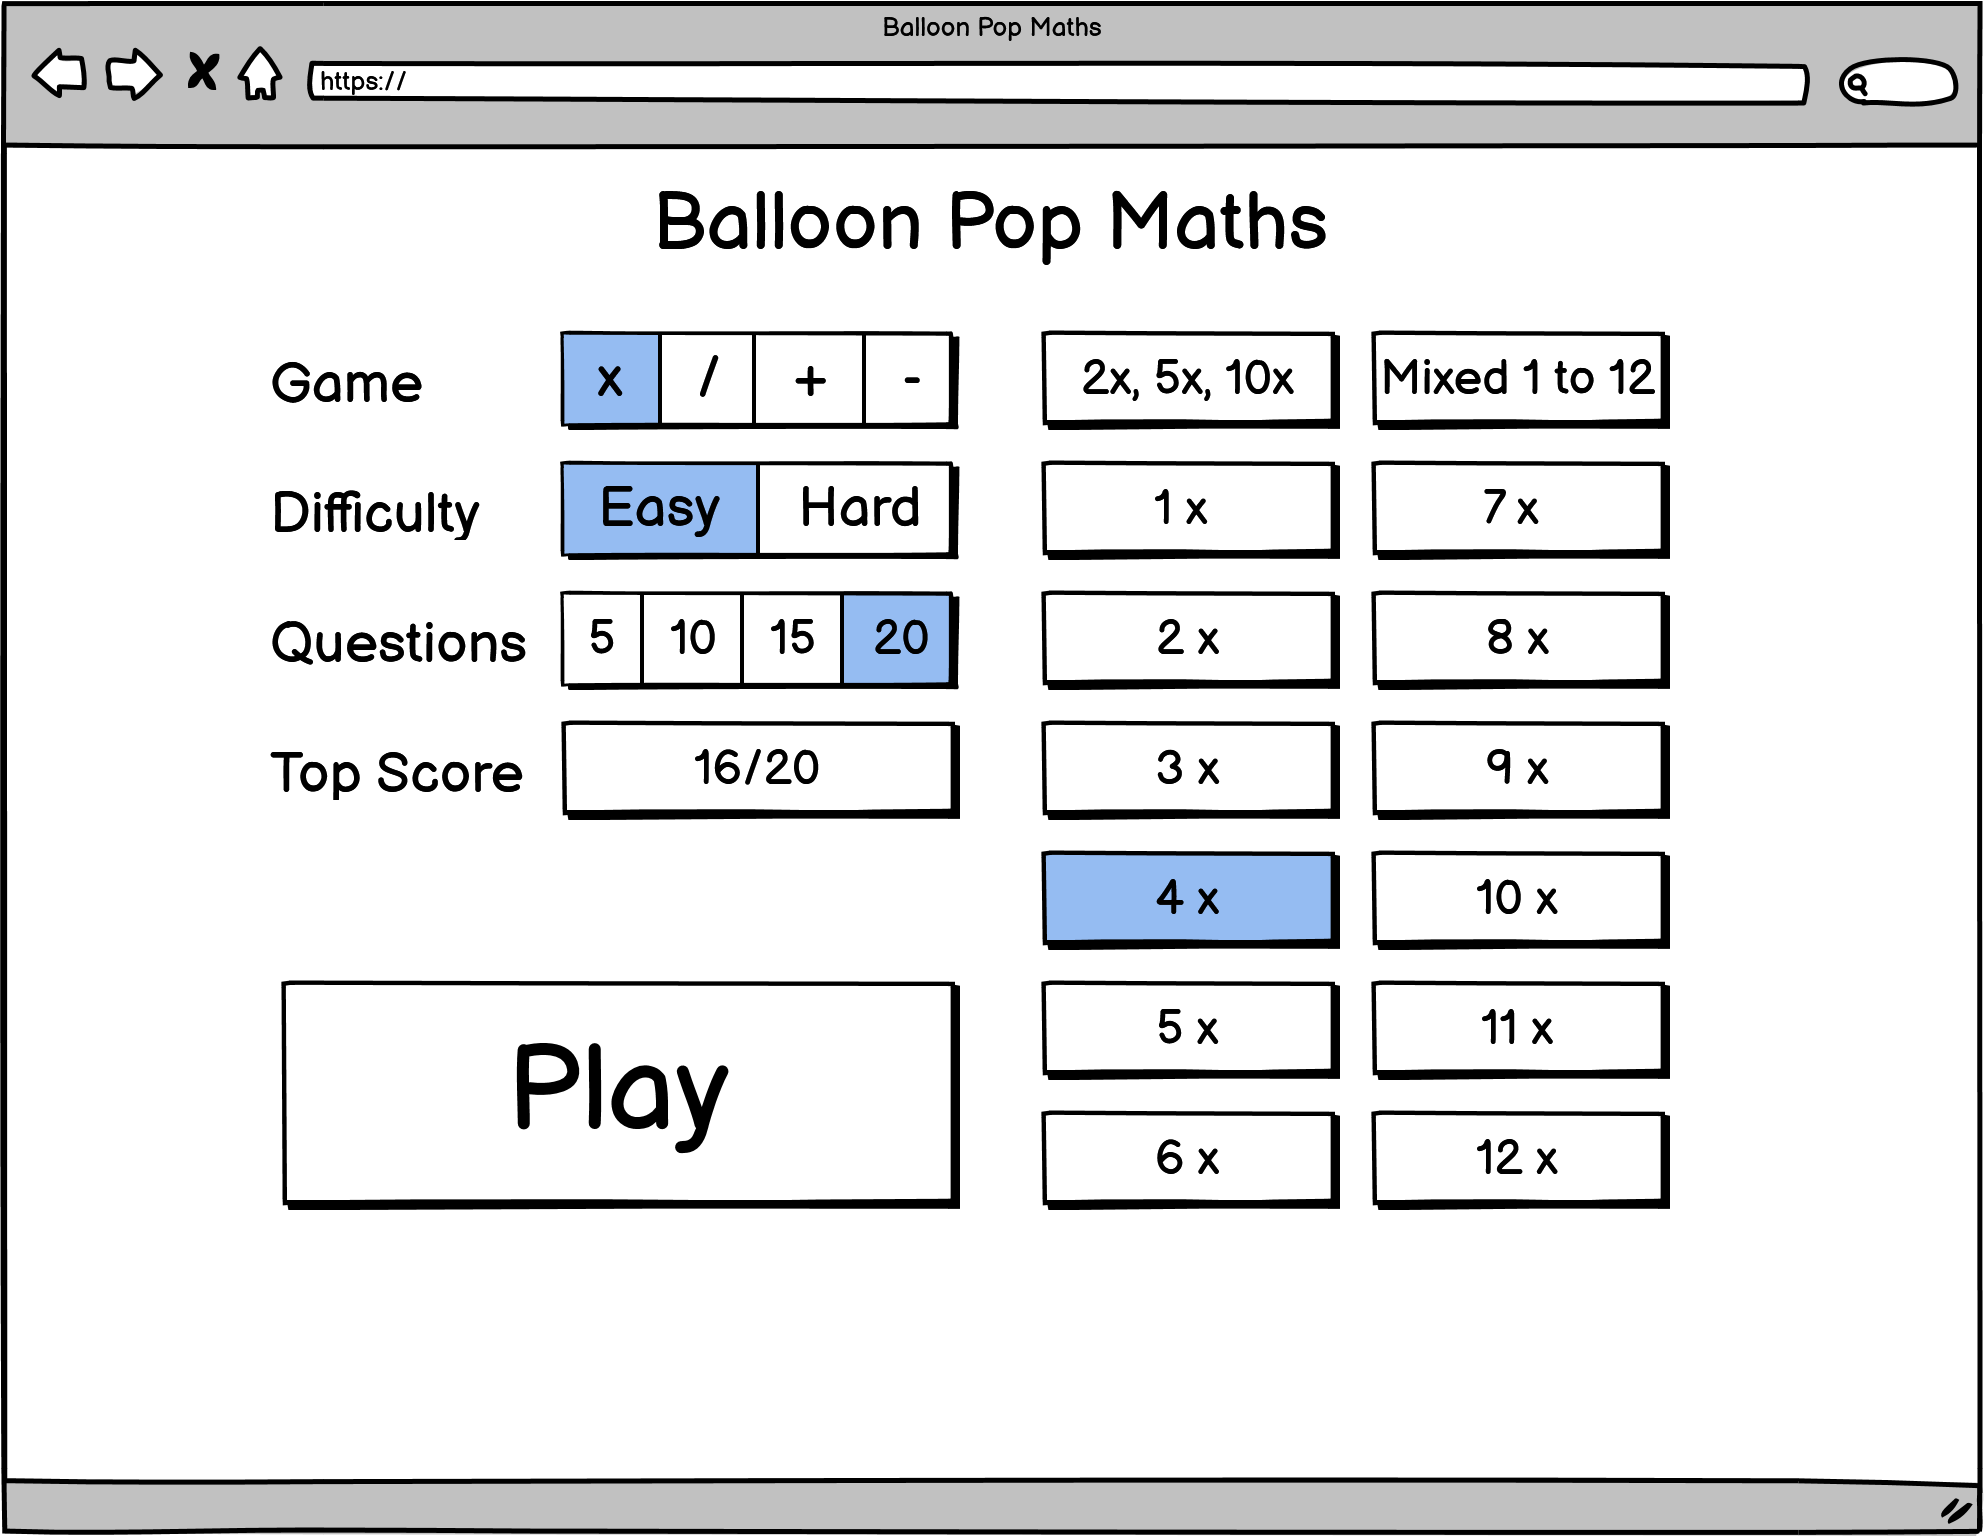 Balloon Pop Maths
https://
Balloon Pop Maths
Game
x / + -
Difficulty
Easy Hard
Questions
5 10 15 20
Top Score
16/20
Play
2x, 5x, 10x
Mixed 1 to 12
1 x
7 x
2 x
8 x
3 x
9 x
4 x
10 x
5 x
11 x
6 x
12 x